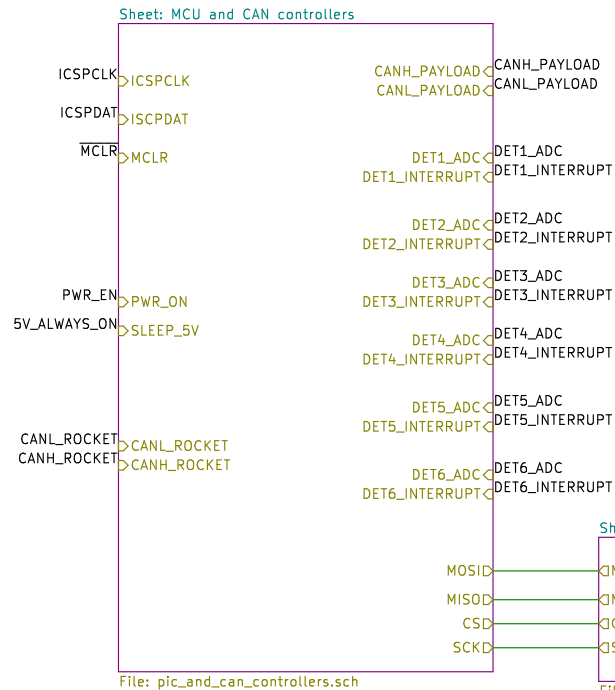 Sheet: MCU and CAN controllers
ICSPCLK
ICSPCLK
ICSPDAT
ISCPDAT
MCLR
MCLR
PWR_EN
PWR_ON
5V_ALWAYS_ON
SLEEP_5V
CANL_ROCKET
CANL_ROCKET
CANH_ROCKET
CANH_ROCKET
CANH_PAYLOAD
CANH_PAYLOAD
CANL_PAYLOAD
CANL_PAYLOAD
DET1_ADC
DET1_ADC
DET1_INTERRUPT
DET1_INTERRUPT
DET2_ADC
DET2_ADC
DET2_INTERRUPT
DET2_INTERRUPT
DET3_ADC
DET3_ADC
DET3_INTERRUPT
DET3_INTERRUPT
DET4_ADC
DET4_ADC
DET4_INTERRUPT
DET4_INTERRUPT
DET5_ADC
DET5_ADC
DET5_INTERRUPT
DET5_INTERRUPT
DET6_ADC
DET6_ADC
DET6_INTERRUPT
DET6_INTERRUPT
MOSI
MISO
CS
SCK
File: pic_and_can_controllers.sch